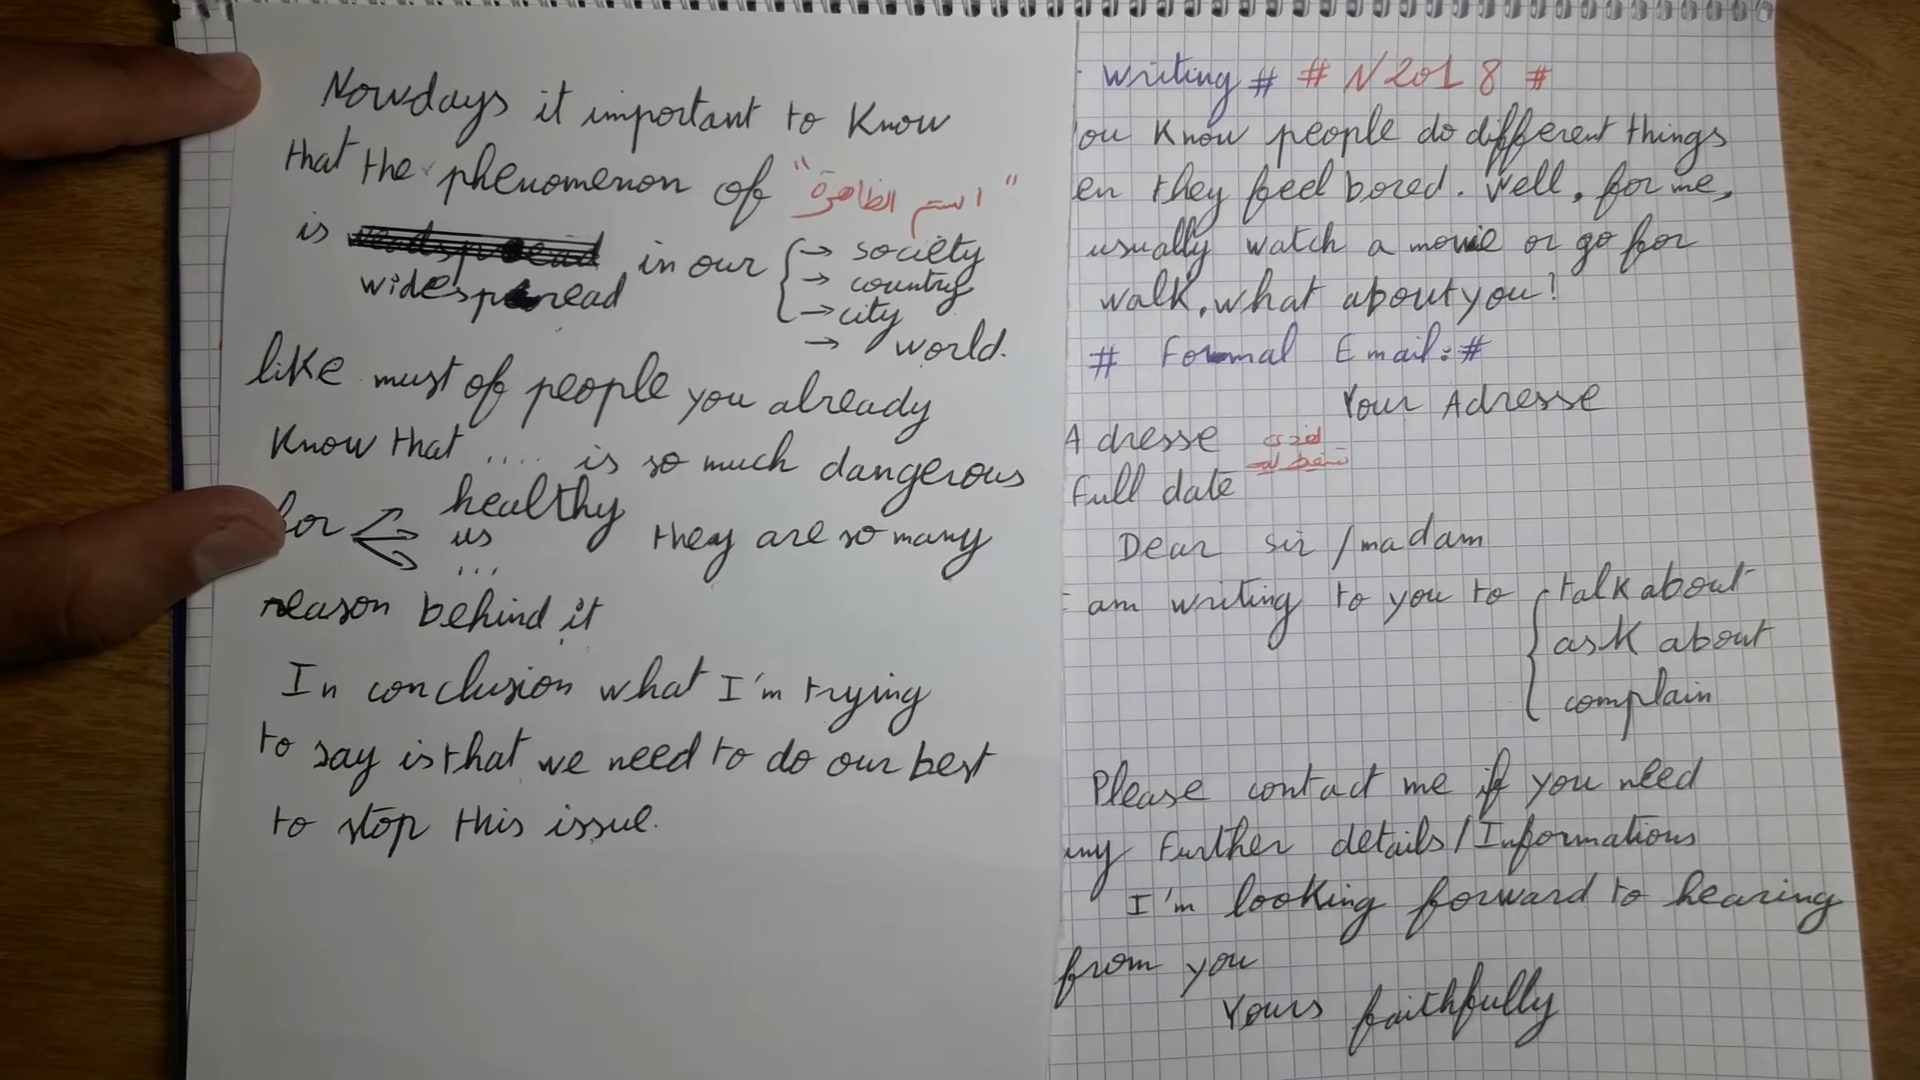 Nowdays it important to Know
that the phenomenon of "اسم الظاهرة"
is widespread in our → society
→ country
→ city
→ world.
like must of people you already
Know that .... is so much dangerous
for healthy
us
...
they are so many
reason behind it
In conclusion what I'm trying
to say is that we need to do our best
to stop this issue.
Writing # # N 2018 #
ou Know people do different things
en they feel bored. Well, for me,
usually watch a movie or go for
walk, what about you!
# Formal Email: #
Your Adresse
Adresse
Full date
Dear sir /madam
am writing to you to talk about
ask about
complain
Please contact me if you need
any Further details/Informations
I'm looking forward to hearing
from you
Yours faithfully